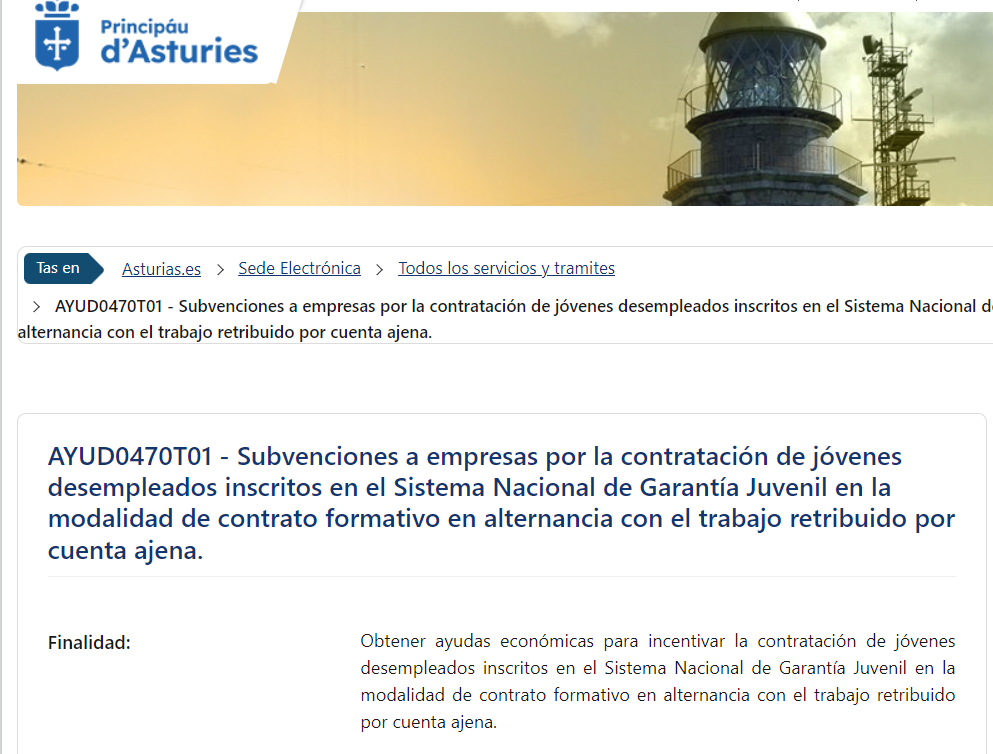 Principáu
d’Asturies
Tas en
Asturias.es
Sede Electrónica
Todos los servicios y tramites
AYUD0470T01 - Subvenciones a empresas por la contratación de jóvenes desempleados inscritos en el Sistema Nacional
alternancia con el trabajo retribuido por cuenta ajena.
AYUD0470T01 - Subvenciones a empresas por la contratación de jóvenes
desempleados inscritos en el Sistema Nacional de Garantía Juvenil en la
modalidad de contrato formativo en alternancia con el trabajo retribuido por
cuenta ajena.
Finalidad:
Obtener ayudas económicas para incentivar la contratación de jóvenes
desempleados inscritos en el Sistema Nacional de Garantía Juvenil en la
modalidad de contrato formativo en alternancia con el trabajo retribuido
por cuenta ajena.